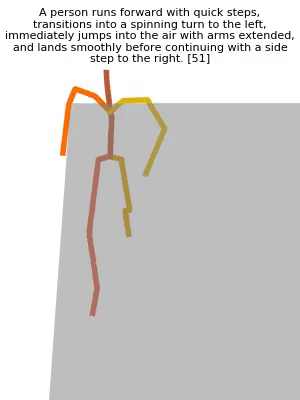 A person runs forward with quick steps,
transitions into a spinning turn to the left,
immediately jumps into the air with arms extended,
and lands smoothly before continuing with a side
step to the right. [51]